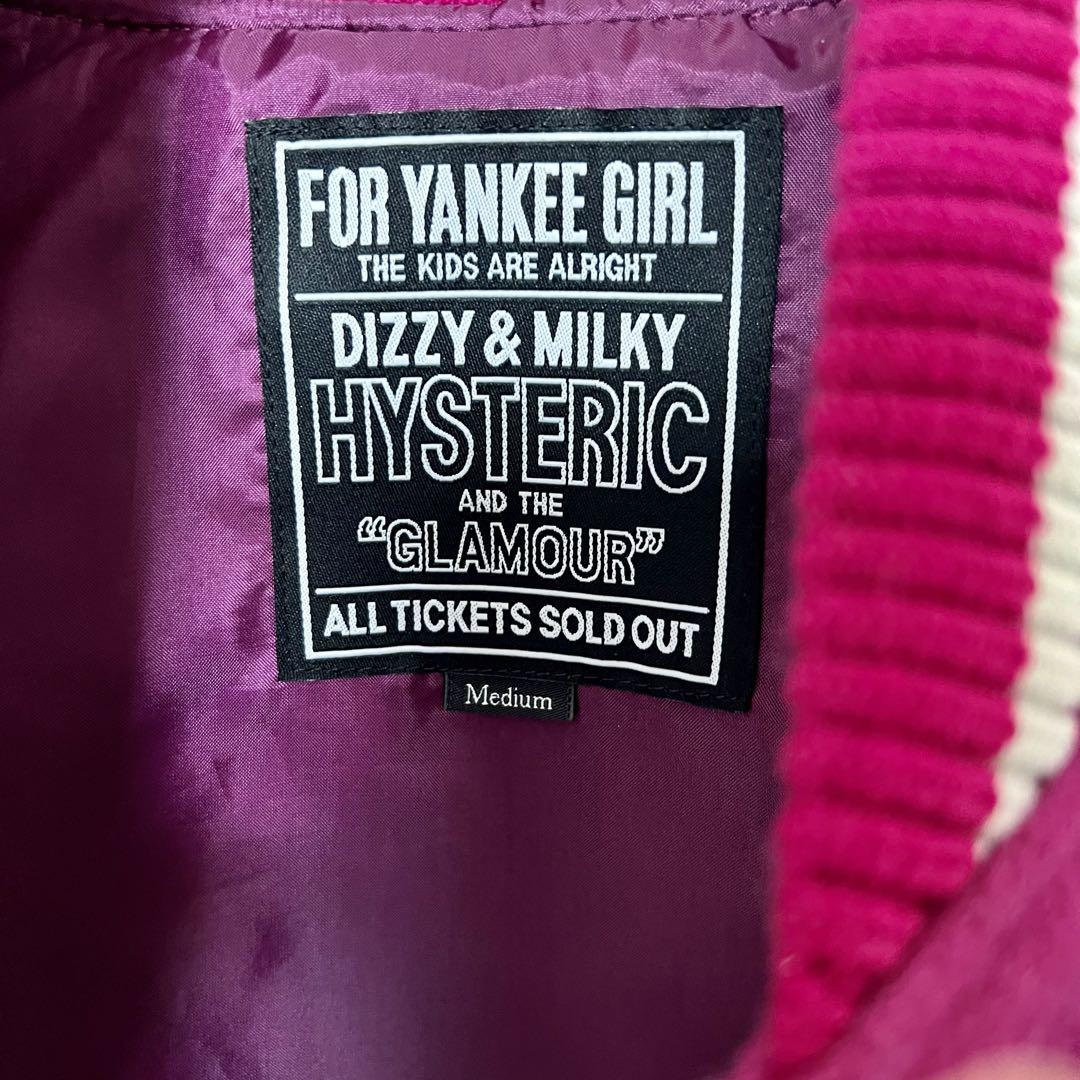 FOR YANKEE GIRL
THE KIDS ARE ALRIGHT
DIZZY & MILKY
HYSTERIC
AND THE
“GLAMOUR”
ALL TICKETS SOLD OUT
Medium